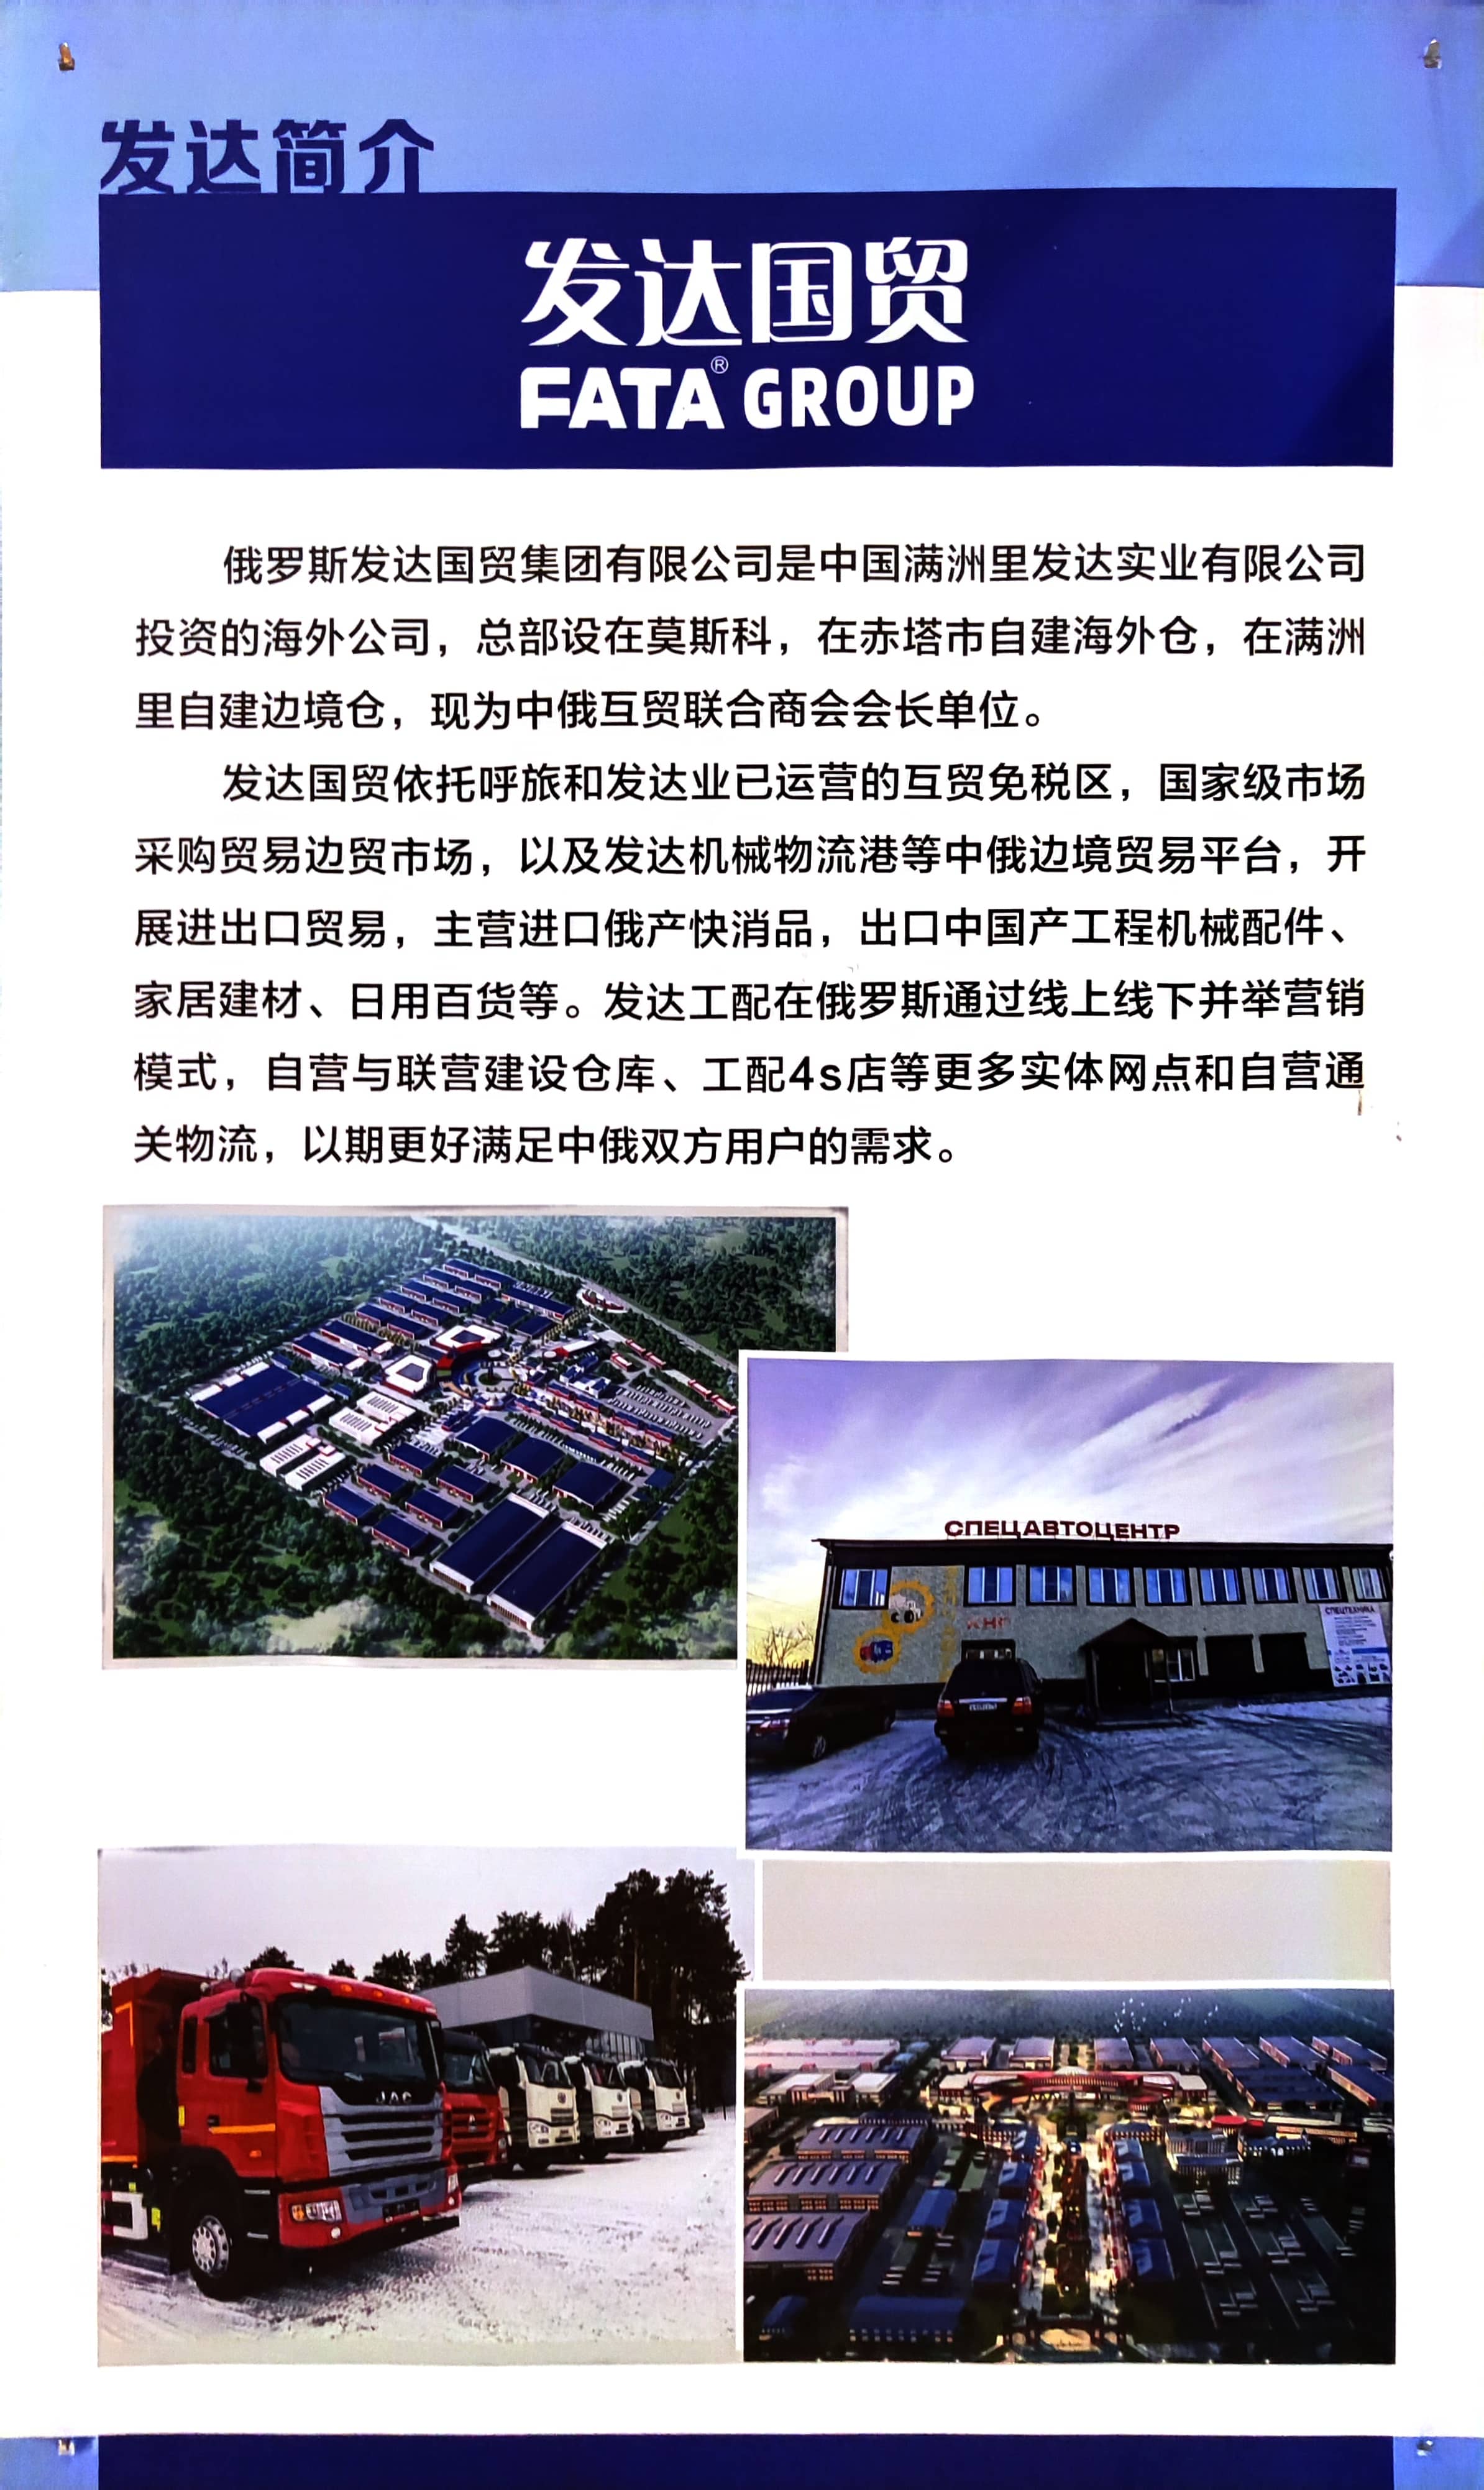 发达简介
发达国贸
FATA® GROUP
俄罗斯发达国贸集团有限公司是中国满洲里发达实业有限公司
投资的海外公司，总部设在莫斯科，在赤塔市自建海外仓，在满洲
里自建边境仓，现为中俄互贸联合商会会长单位。
发达国贸依托呼旅和发达业已运营的互贸免税区，国家级市场
采购贸易边贸市场，以及发达机械物流港等中俄边境贸易平台，开
展进出口贸易，主营进口俄产快消品，出口中国产工程机械配件、
家居建材、日用百货等。发达工配在俄罗斯通过线上线下并举营销
模式，自营与联营建设仓库、工配4s店等更多实体网点和自营通
关物流，以期更好满足中俄双方用户的需求。
СПЕЦАВТОЦЕНТР
КНР
СПЕЦТЕХНИКА
JAC